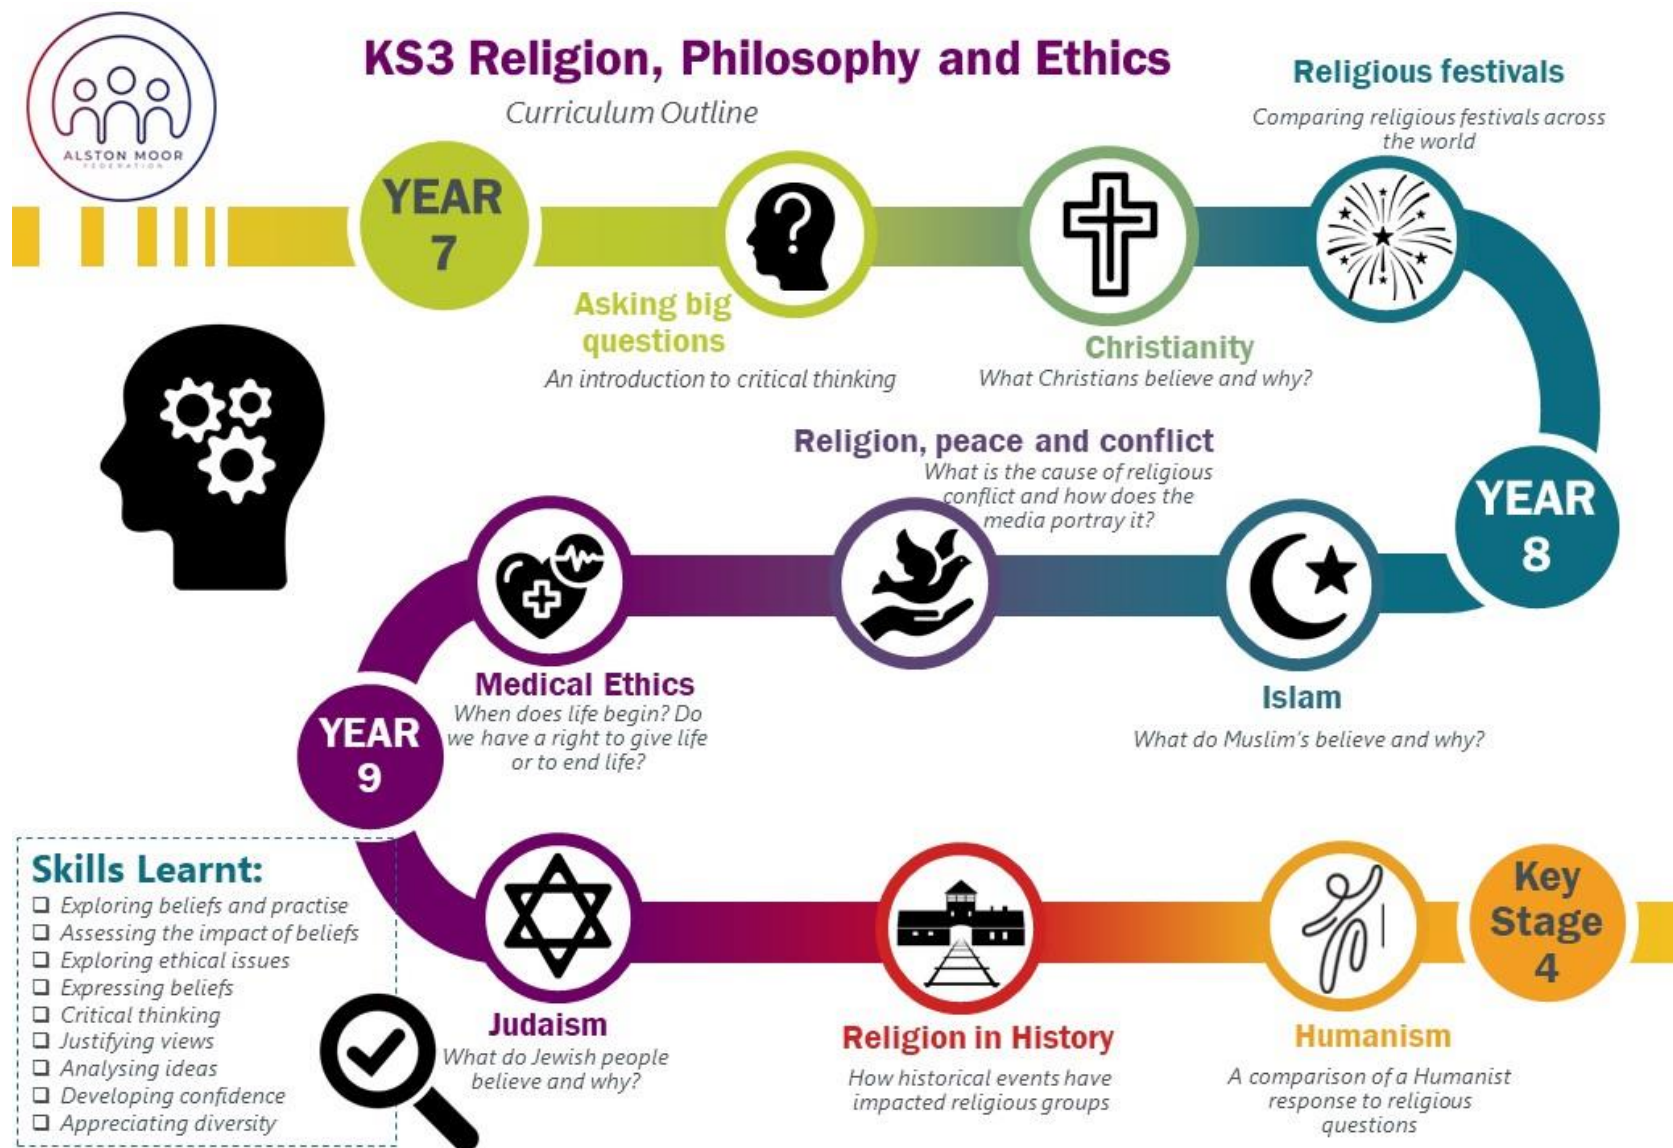 ALSTON MOOR
FEDERATION
KS3 Religion, Philosophy and Ethics
Curriculum Outline
Religious festivals
Comparing religious festivals across
the world
YEAR
7
Asking big
questions
An introduction to critical thinking
Christianity
What Christians believe and why?
YEAR
8
Islam
What do Muslim's believe and why?
Religion, peace and conflict
What is the cause of religious
conflict and how does the
media portray it?
Medical Ethics
When does life begin? Do
we have a right to give life
or to end life?
YEAR
9
Judaism
What do Jewish people
believe and why?
Religion in History
How historical events have
impacted religious groups
Humanism
A comparison of a Humanist
response to religious
questions
Key
Stage
4
Skills Learnt:
❑ Exploring beliefs and practise
❑ Assessing the impact of beliefs
❑ Exploring ethical issues
❑ Expressing beliefs
❑ Critical thinking
❑ Justifying views
❑ Analysing ideas
❑ Developing confidence
❑ Appreciating diversity